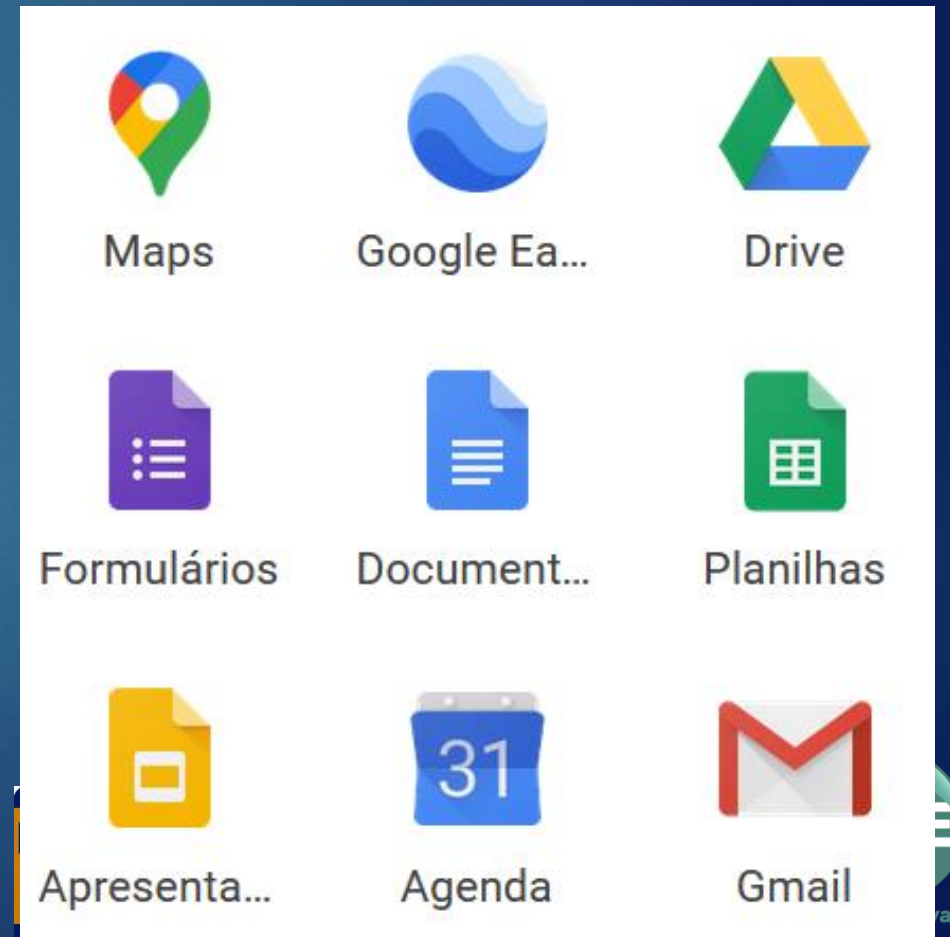 Maps
Google Ea...
Drive
Formulários
Document...
Planilhas
31
Apresenta...
Agenda
Gmail